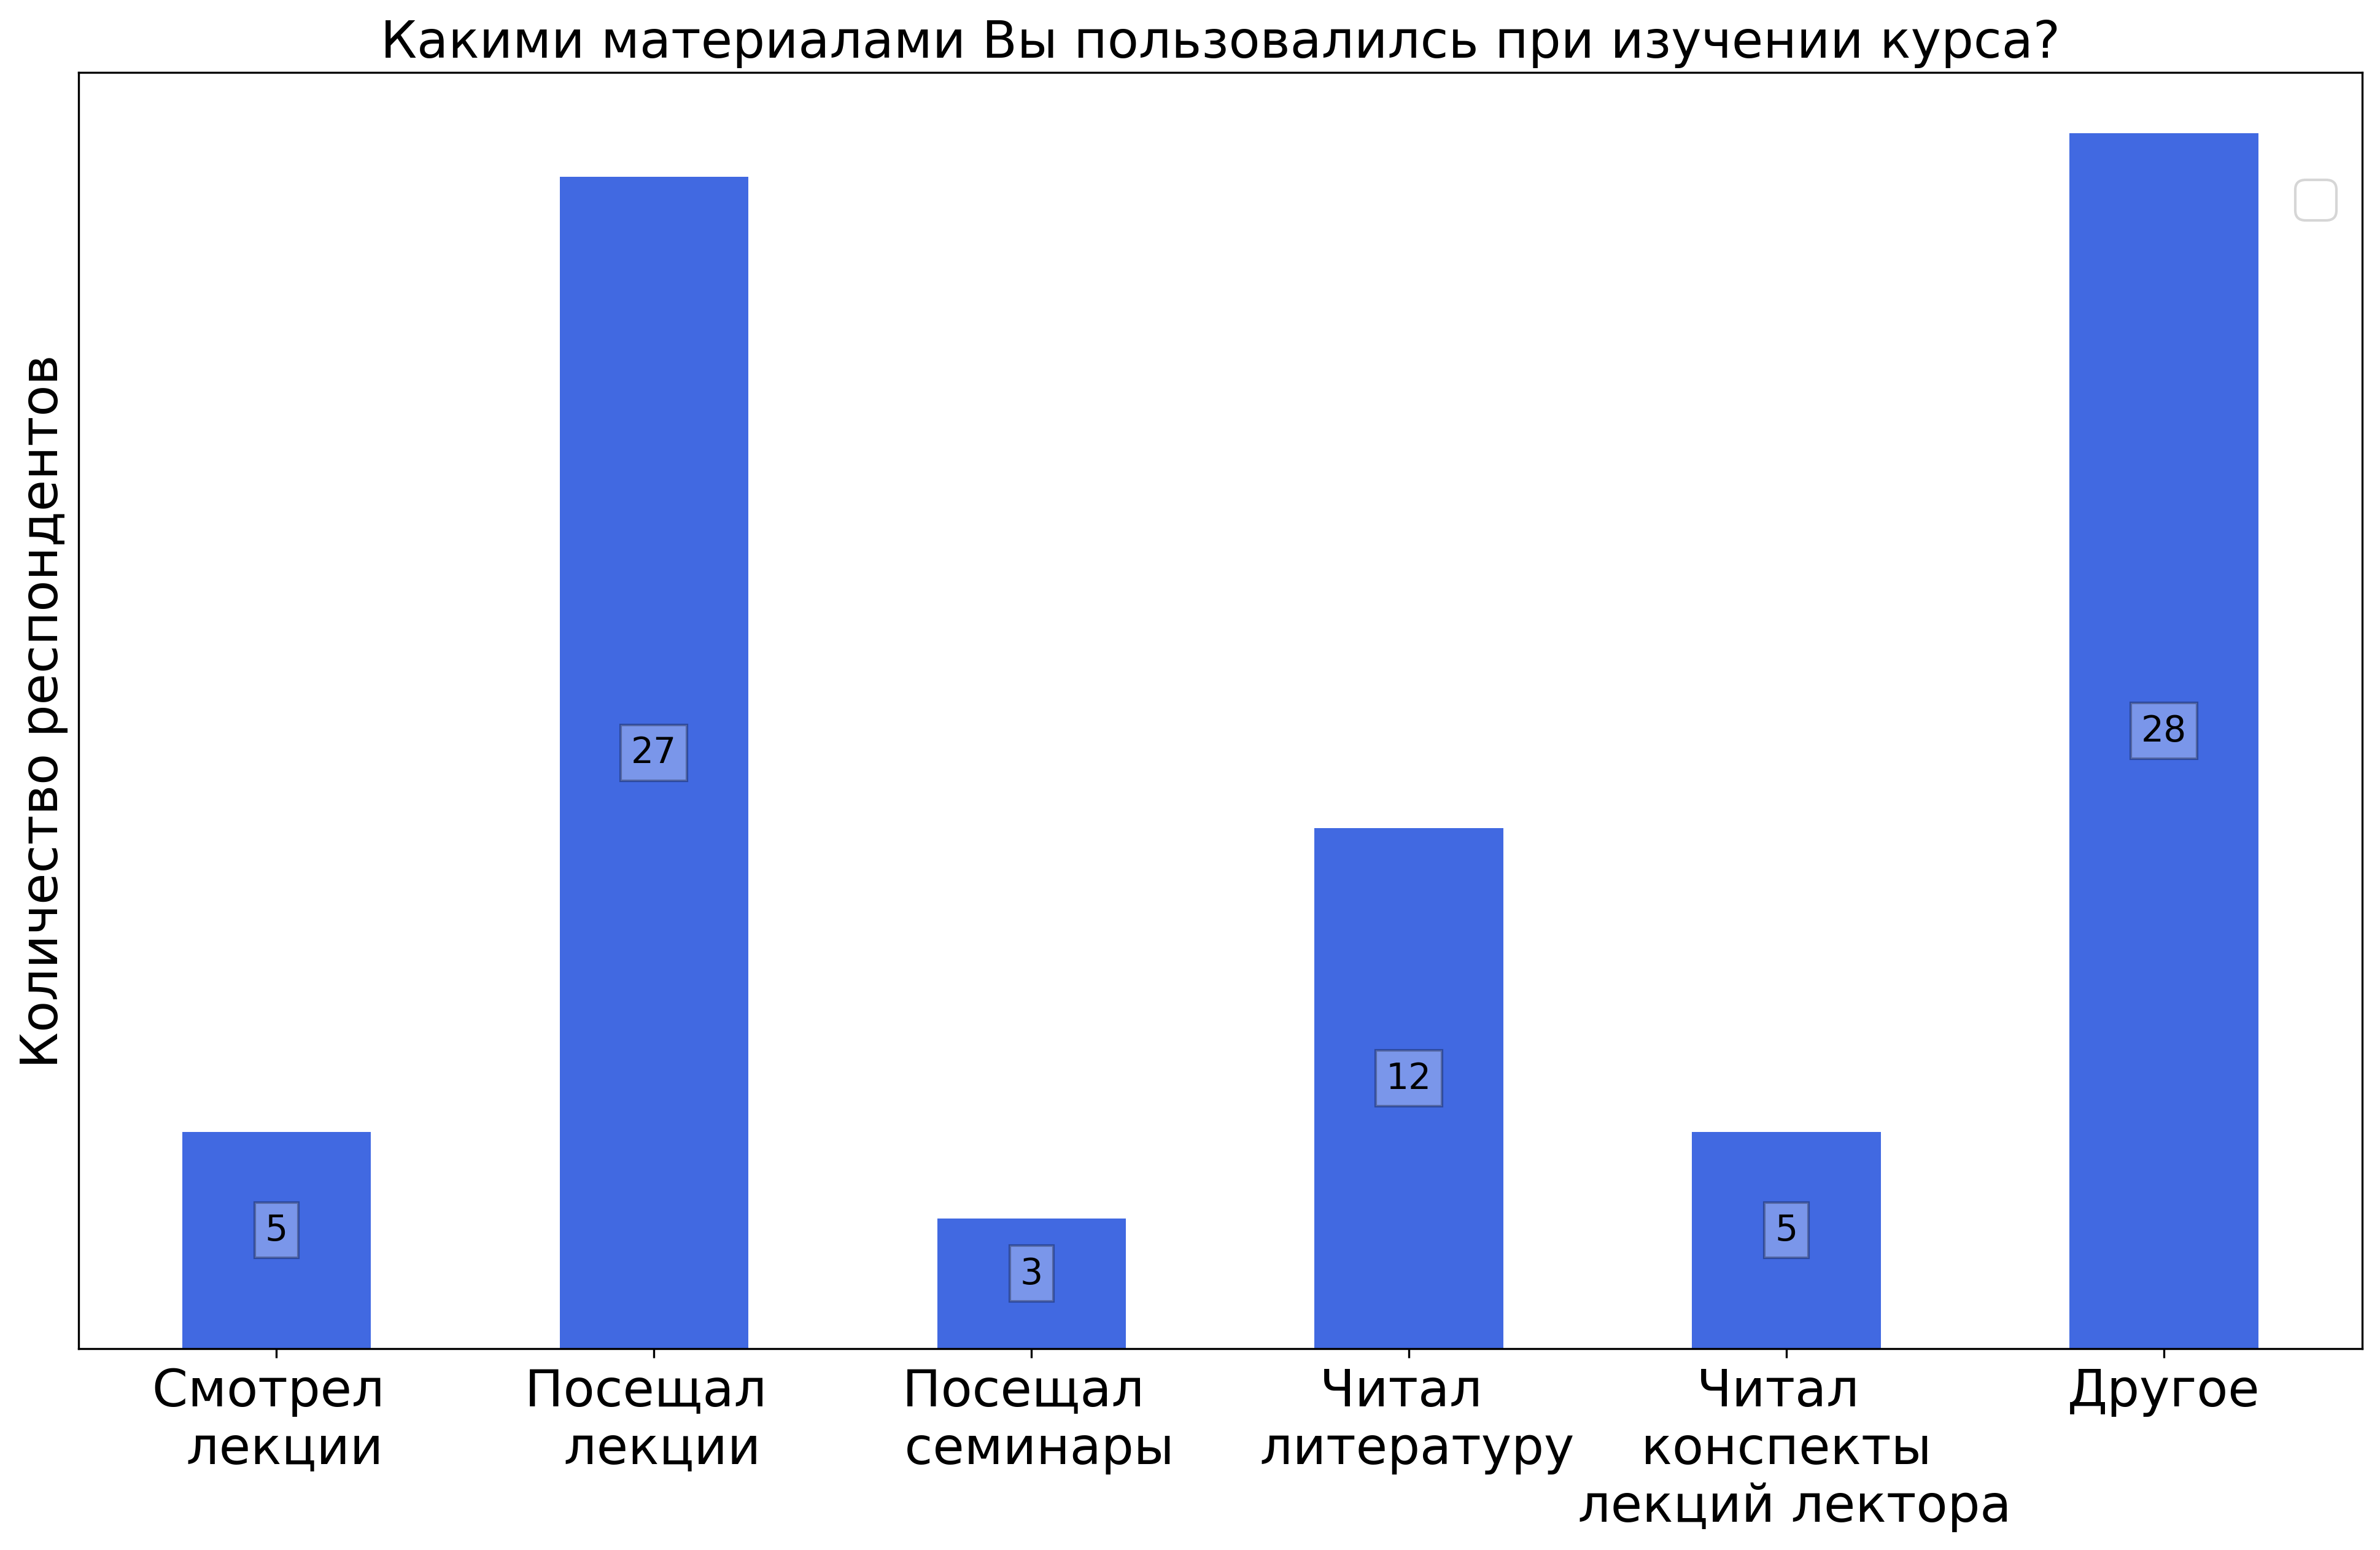 Какими материалами Вы пользовалилсь при изучении курса?
Количество респондентов
27
28
12
5
3
5
Смотрел
лекции
Посещал
лекции
Посещал
семинары
Читал
литературу
Читал
конспекты
лекций лектора
Другое